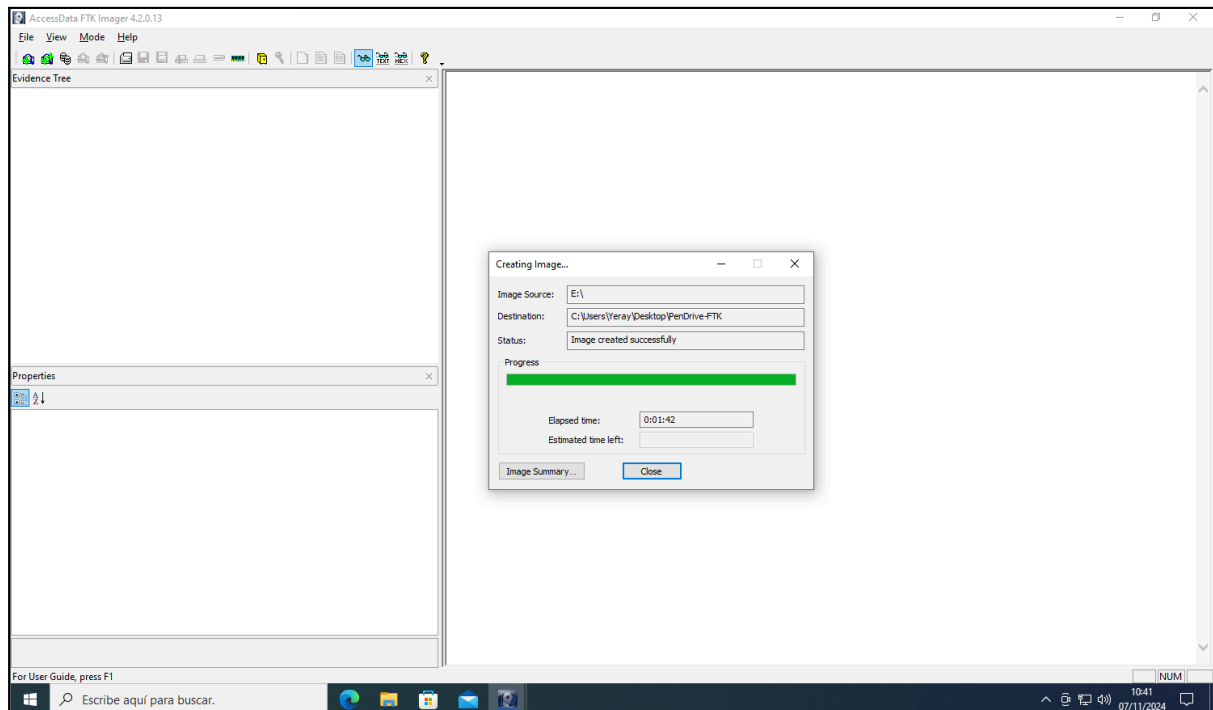 AccessData FTK Imager 4.2.0.13
File View Mode Help
TEXT HEX
Evidence Tree
Creating Image...
Image Source: E:\
Destination: C:\Users\Yeray\Desktop\PenDrive-FTK
Status: Image created successfully
Progress
Elapsed time: 0:01:42
Estimated time left:
Image Summary... Close
Properties
A Z
For User Guide, press F1
NUM
Escribe aquí para buscar.
10:41
07/11/2024